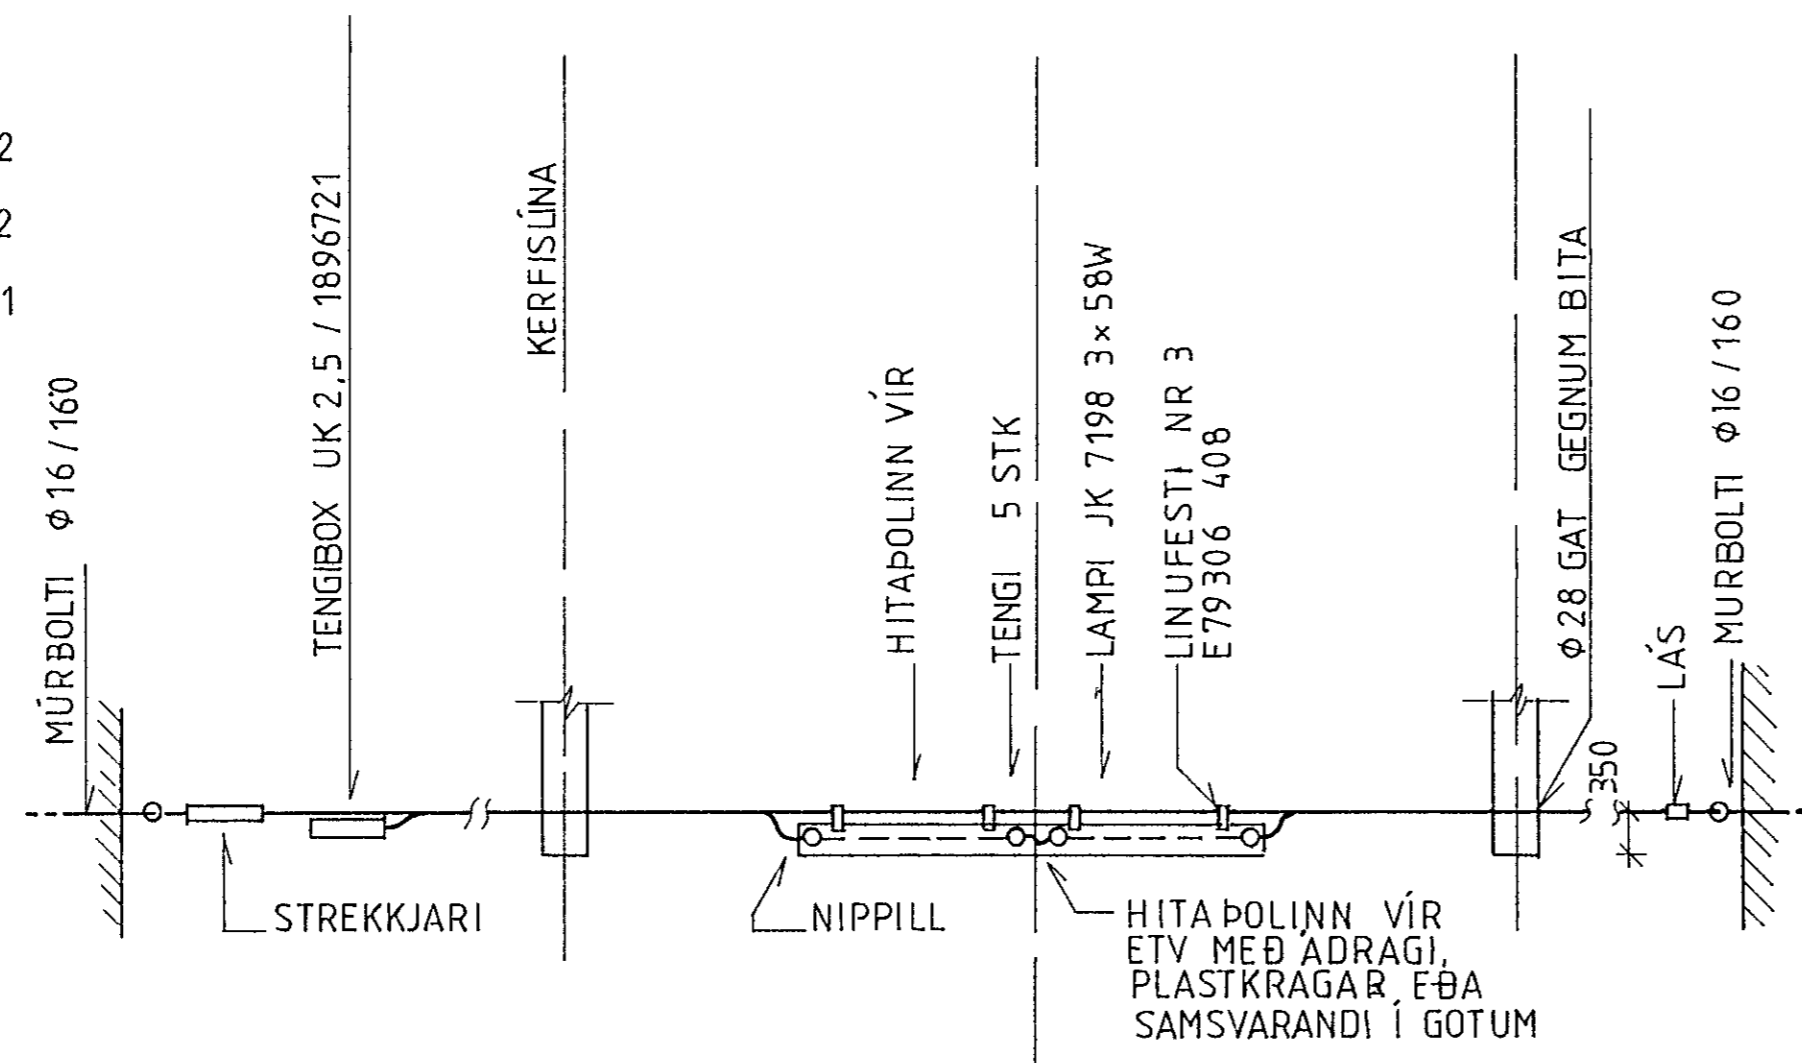 2
2
1
MÚRBOLTI Φ16/160
TENGIBOX UK 2,5 / 1896721
KERFISLÍNA
HITAÞOLINN VÍR
TENGI 5 STK
LAMPI JK 7198 3×58W
LINUFESTI NR 3
E79306 408
Φ28 GAT GEGNUM BITA
350
LÁS
MURBOLTI Φ16/160
STREKKJARI
NIPPILL
HITAÞOLINN VÍR
ETV MEÐ ÁDRAGI,
PLASTKRAGAR EÐA
SAMSVARANDI Í GOTUM